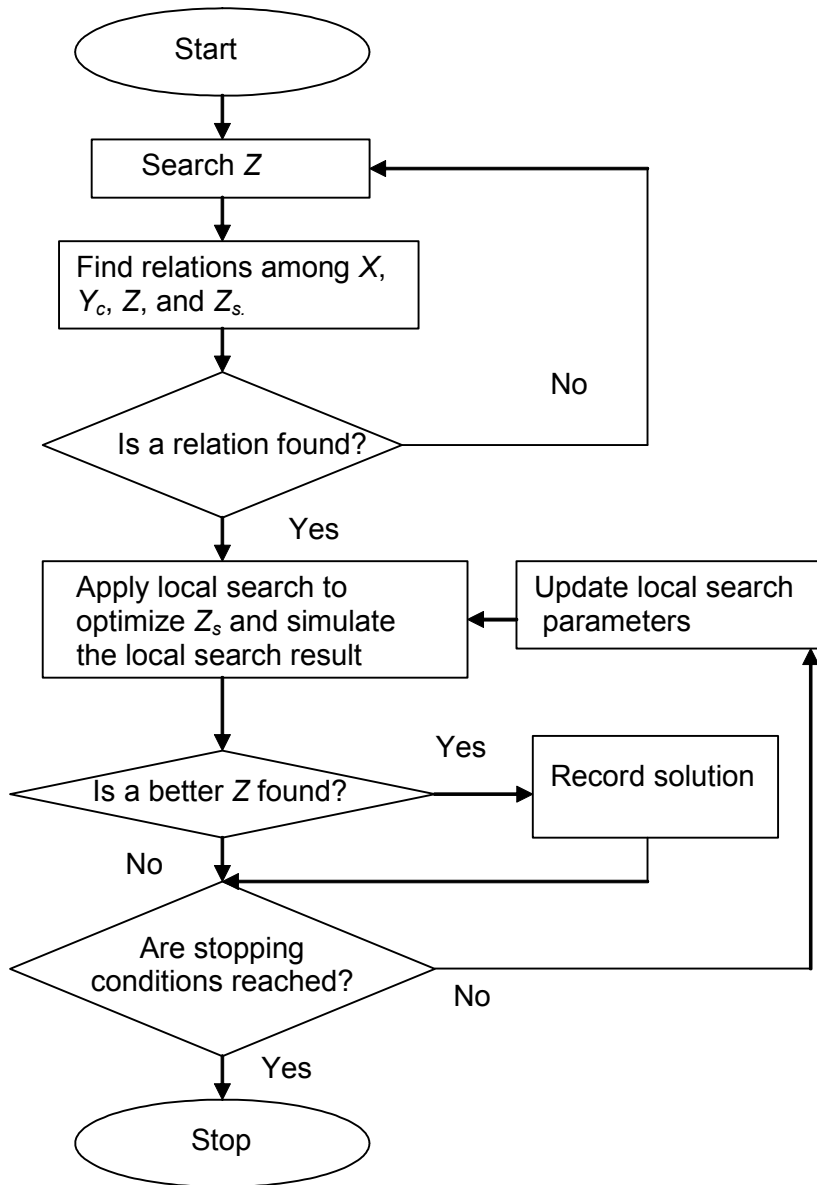 Start
Search Z
Find relations among X,
Yc, Z, and Zs.
No
Is a relation found?
Yes
Apply local search to
optimize Zs and simulate
the local search result
Update local search
parameters
Yes
Is a better Z found?
Record solution
No
Are stopping
conditions reached?
No
Yes
Stop